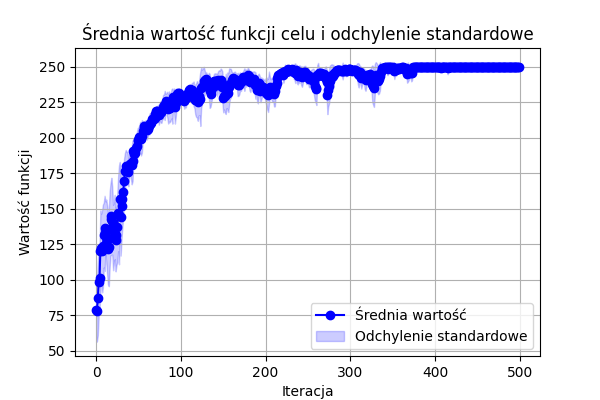 Średnia wartość funkcji celu i odchylenie standardowe
250
225
200
175
150
125
100
75
50
Wartość funkcji
0 100 200 300 400 500
Iteracja
Średnia wartość
Odchylenie standardowe